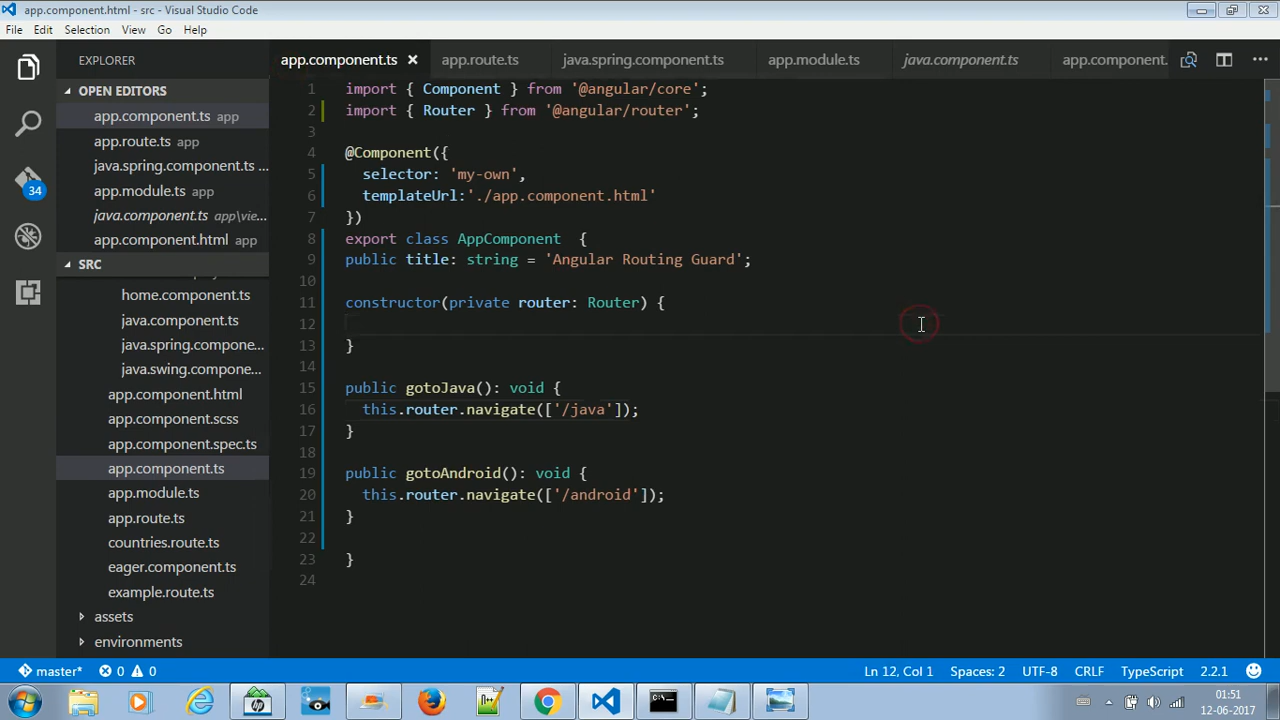 app.component.html - src - Visual Studio Code
File Edit Selection View Go Help
EXPLORER
OPEN EDITORS
app.component.ts app
app.route.ts app
java.spring.component.ts ...
app.module.ts app
java.component.ts app\vie...
app.component.html app
SRC
home.component.ts
java.component.ts
java.spring.compone...
java.swing.compone...
app.component.html
app.component.scss
app.component.spec.ts
app.component.ts
app.module.ts
app.route.ts
countries.route.ts
eager.component.ts
example.route.ts
assets
environments
34
app.component.ts app.route.ts java.spring.component.ts app.module.ts java.component.ts app.component.
1 import { Component } from '@angular/core';
2 import { Router } from '@angular/router';
3
4 @Component({
5 selector: 'my-own',
6 templateUrl:'./app.component.html'
7 })
8 export class AppComponent {
9 public title: string = 'Angular Routing Guard';
10
11 constructor(private router: Router) {
12
13 }
14
15 public gotoJava(): void {
16 this.router.navigate(['/java']);
17 }
18
19 public gotoAndroid(): void {
20 this.router.navigate(['/android']);
21 }
22
23 }
24
master* 0 0 Ln 12, Col 1 Spaces: 2 UTF-8 CRLF TypeScript 2.2.1
01:51
12-06-2017